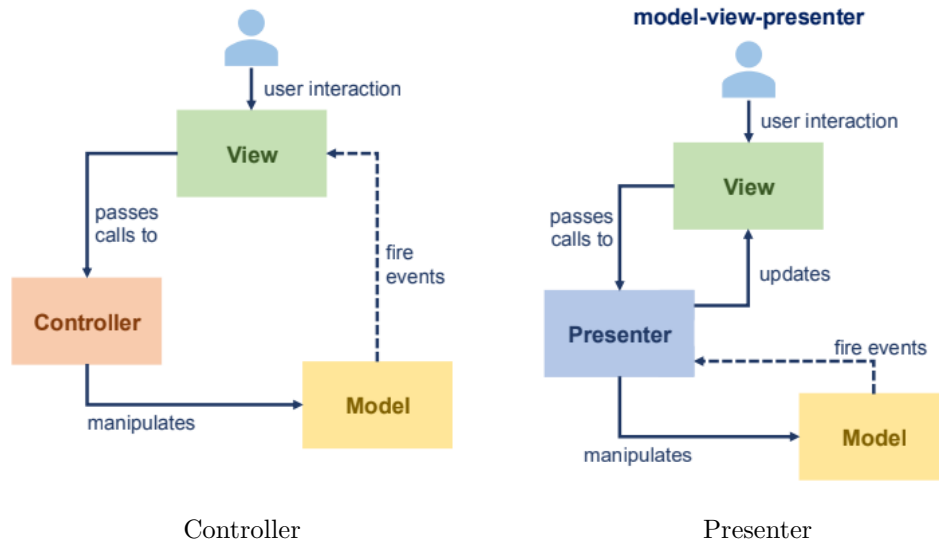 user interaction
View
passes
calls to
fire
events
Controller
manipulates
Model
Controller
model-view-presenter
user interaction
View
passes
calls to
updates
Presenter
fire events
manipulates
Model
Presenter